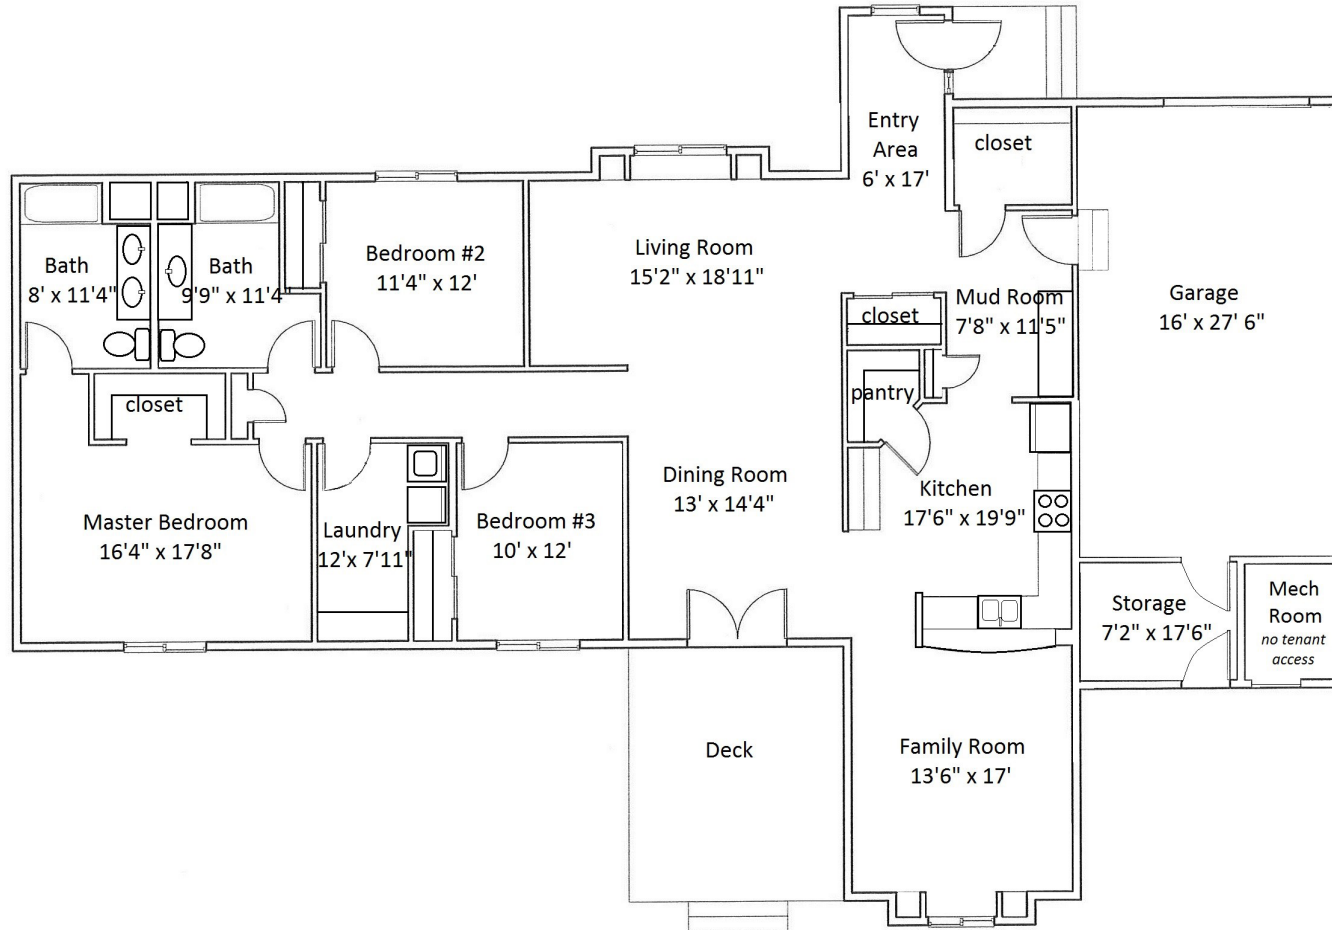 Entry
Area
6' x 17'
closet
Bath
8' x 11'4"
Bath
9'9" x 11'4
Bedroom #2
11'4" x 12'
Living Room
15'2" x 18'11"
closet
Mud Room
7'8" x 11'5"
Garage
16' x 27' 6"
closet
pantry
Master Bedroom
16'4" x 17'8"
Laundry
12'x 7'11"
Bedroom #3
10' x 12'
Dining Room
13' x 14'4"
Kitchen
17'6" x 19'9"
Storage
7'2" x 17'6"
Mech
Room
no tenant
access
Deck
Family Room
13'6" x 17'